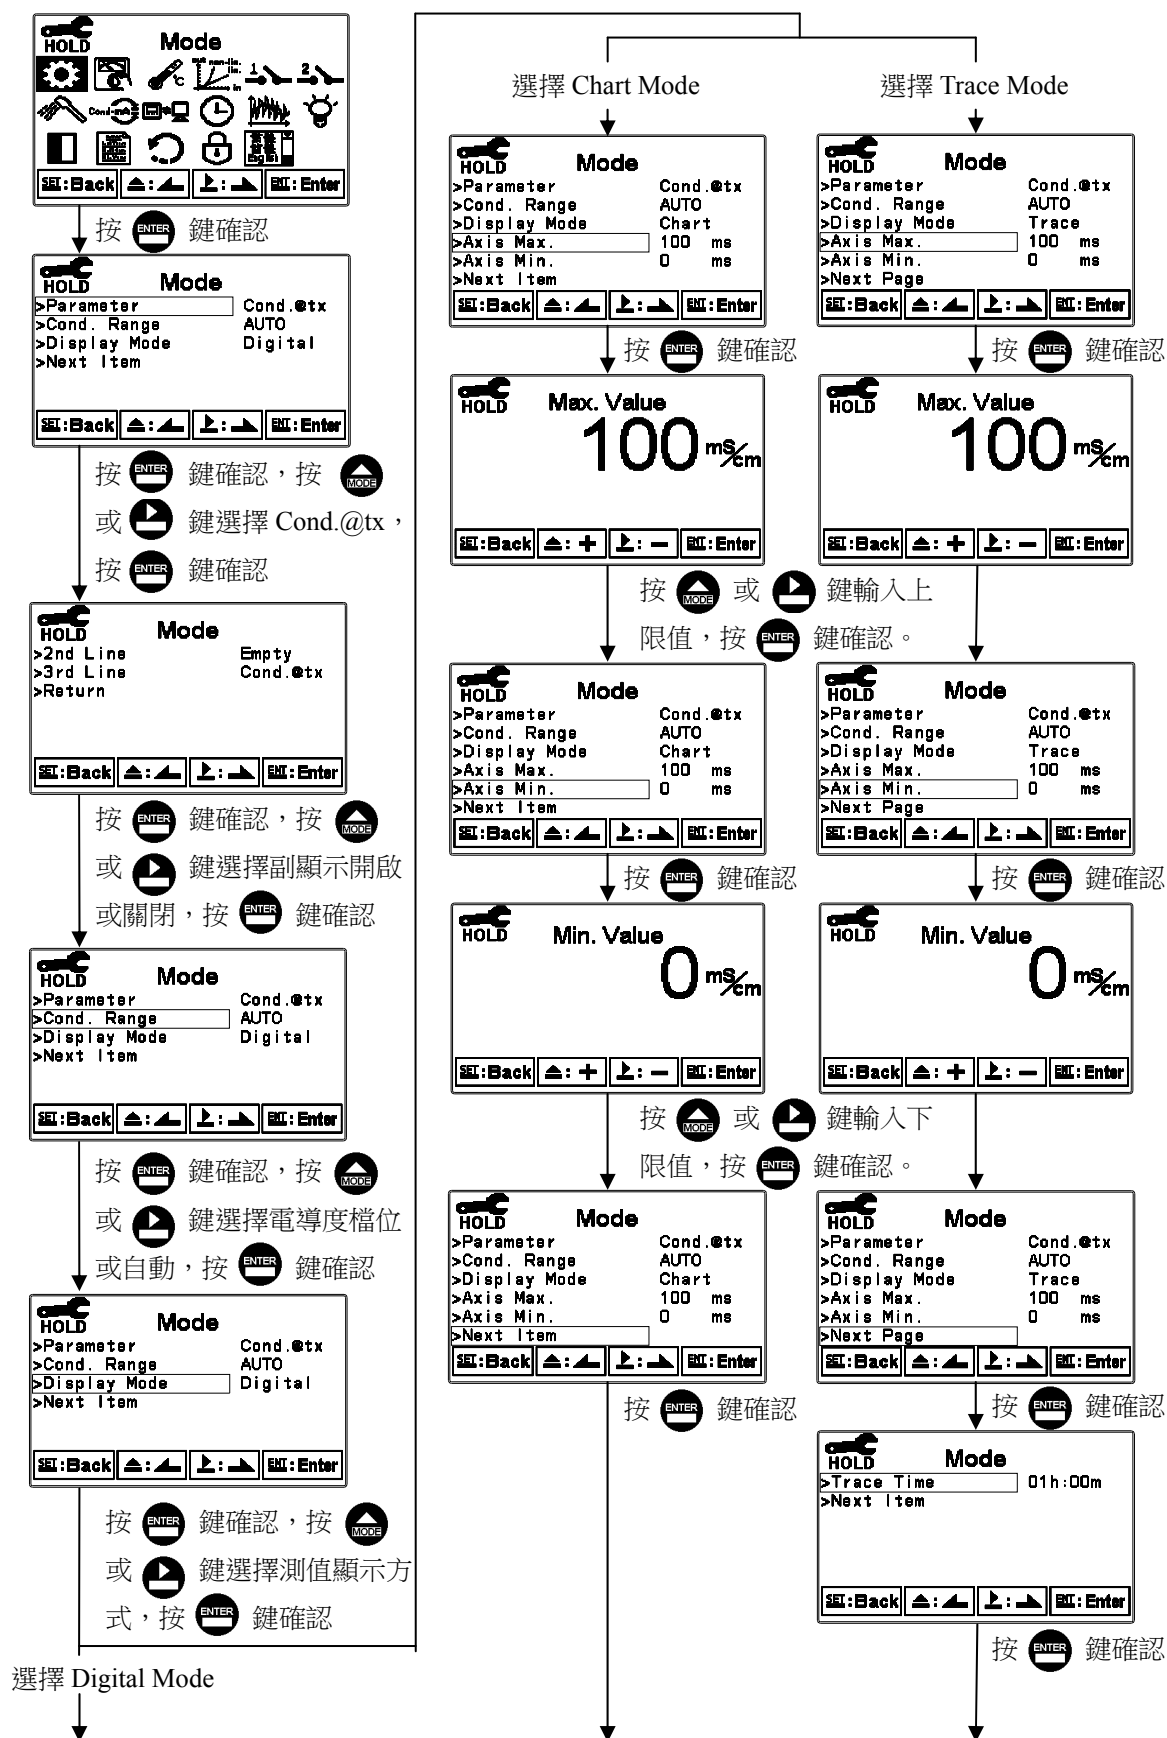 HOLD Mode
out non-lin. lin. in
°C
1 2
Cond-mA
English
SET:Back : : ENT:Enter
按 ENTER 鍵確認
HOLD Mode
>Parameter Cond.@tx
>Cond. Range AUTO
>Display Mode Digital
>Next Item
SET:Back : : ENT:Enter
按 ENTER 鍵確認，按 MODE
或 鍵選擇 Cond.@tx，
按 ENTER 鍵確認
HOLD Mode
>2nd Line Empty
>3rd Line Cond.@tx
>Return
SET:Back : : ENT:Enter
按 ENTER 鍵確認，按 MODE
或 鍵選擇副顯示開啟
或關閉，按 ENTER 鍵確認
HOLD Mode
>Parameter Cond.@tx
>Cond. Range AUTO
>Display Mode Digital
>Next Item
SET:Back : : ENT:Enter
按 ENTER 鍵確認，按 MODE
或 鍵選擇電導度檔位
或自動，按 ENTER 鍵確認
HOLD Mode
>Parameter Cond.@tx
>Cond. Range AUTO
>Display Mode Digital
>Next Item
SET:Back : : ENT:Enter
按 ENTER 鍵確認，按 MODE
或 鍵選擇測值顯示方
式，按 ENTER 鍵確認
選擇 Digital Mode
選擇 Chart Mode
HOLD Mode
>Parameter Cond.@tx
>Cond. Range AUTO
>Display Mode Chart
>Axis Max. 100 ms
>Axis Min. 0 ms
>Next Item
SET:Back : : ENT:Enter
按 ENTER 鍵確認
HOLD Max. Value
100 mS/cm
SET:Back : + : - ENT:Enter
按 MODE 或 鍵輸入上
限值，按 ENTER 鍵確認。
HOLD Mode
>Parameter Cond.@tx
>Cond. Range AUTO
>Display Mode Chart
>Axis Max. 100 ms
>Axis Min. 0 ms
>Next Item
SET:Back : : ENT:Enter
按 ENTER 鍵確認
HOLD Min. Value
0 mS/cm
SET:Back : + : - ENT:Enter
按 MODE 或 鍵輸入下
限值，按 ENTER 鍵確認。
HOLD Mode
>Parameter Cond.@tx
>Cond. Range AUTO
>Display Mode Chart
>Axis Max. 100 ms
>Axis Min. 0 ms
>Next Item
SET:Back : : ENT:Enter
按 ENTER 鍵確認
選擇 Trace Mode
HOLD Mode
>Parameter Cond.@tx
>Cond. Range AUTO
>Display Mode Trace
>Axis Max. 100 ms
>Axis Min. 0 ms
>Next Page
SET:Back : : ENT:Enter
按 ENTER 鍵確認
HOLD Max. Value
100 mS/cm
SET:Back : + : - ENT:Enter
HOLD Mode
>Parameter Cond.@tx
>Cond. Range AUTO
>Display Mode Trace
>Axis Max. 100 ms
>Axis Min. 0 ms
>Next Page
SET:Back : : ENT:Enter
按 ENTER 鍵確認
HOLD Min. Value
0 mS/cm
SET:Back : + : - ENT:Enter
HOLD Mode
>Parameter Cond.@tx
>Cond. Range AUTO
>Display Mode Trace
>Axis Max. 100 ms
>Axis Min. 0 ms
>Next Page
SET:Back : : ENT:Enter
按 ENTER 鍵確認
HOLD Mode
>Trace Time 01h:00m
>Next Item
SET:Back : : ENT:Enter
按 ENTER 鍵確認